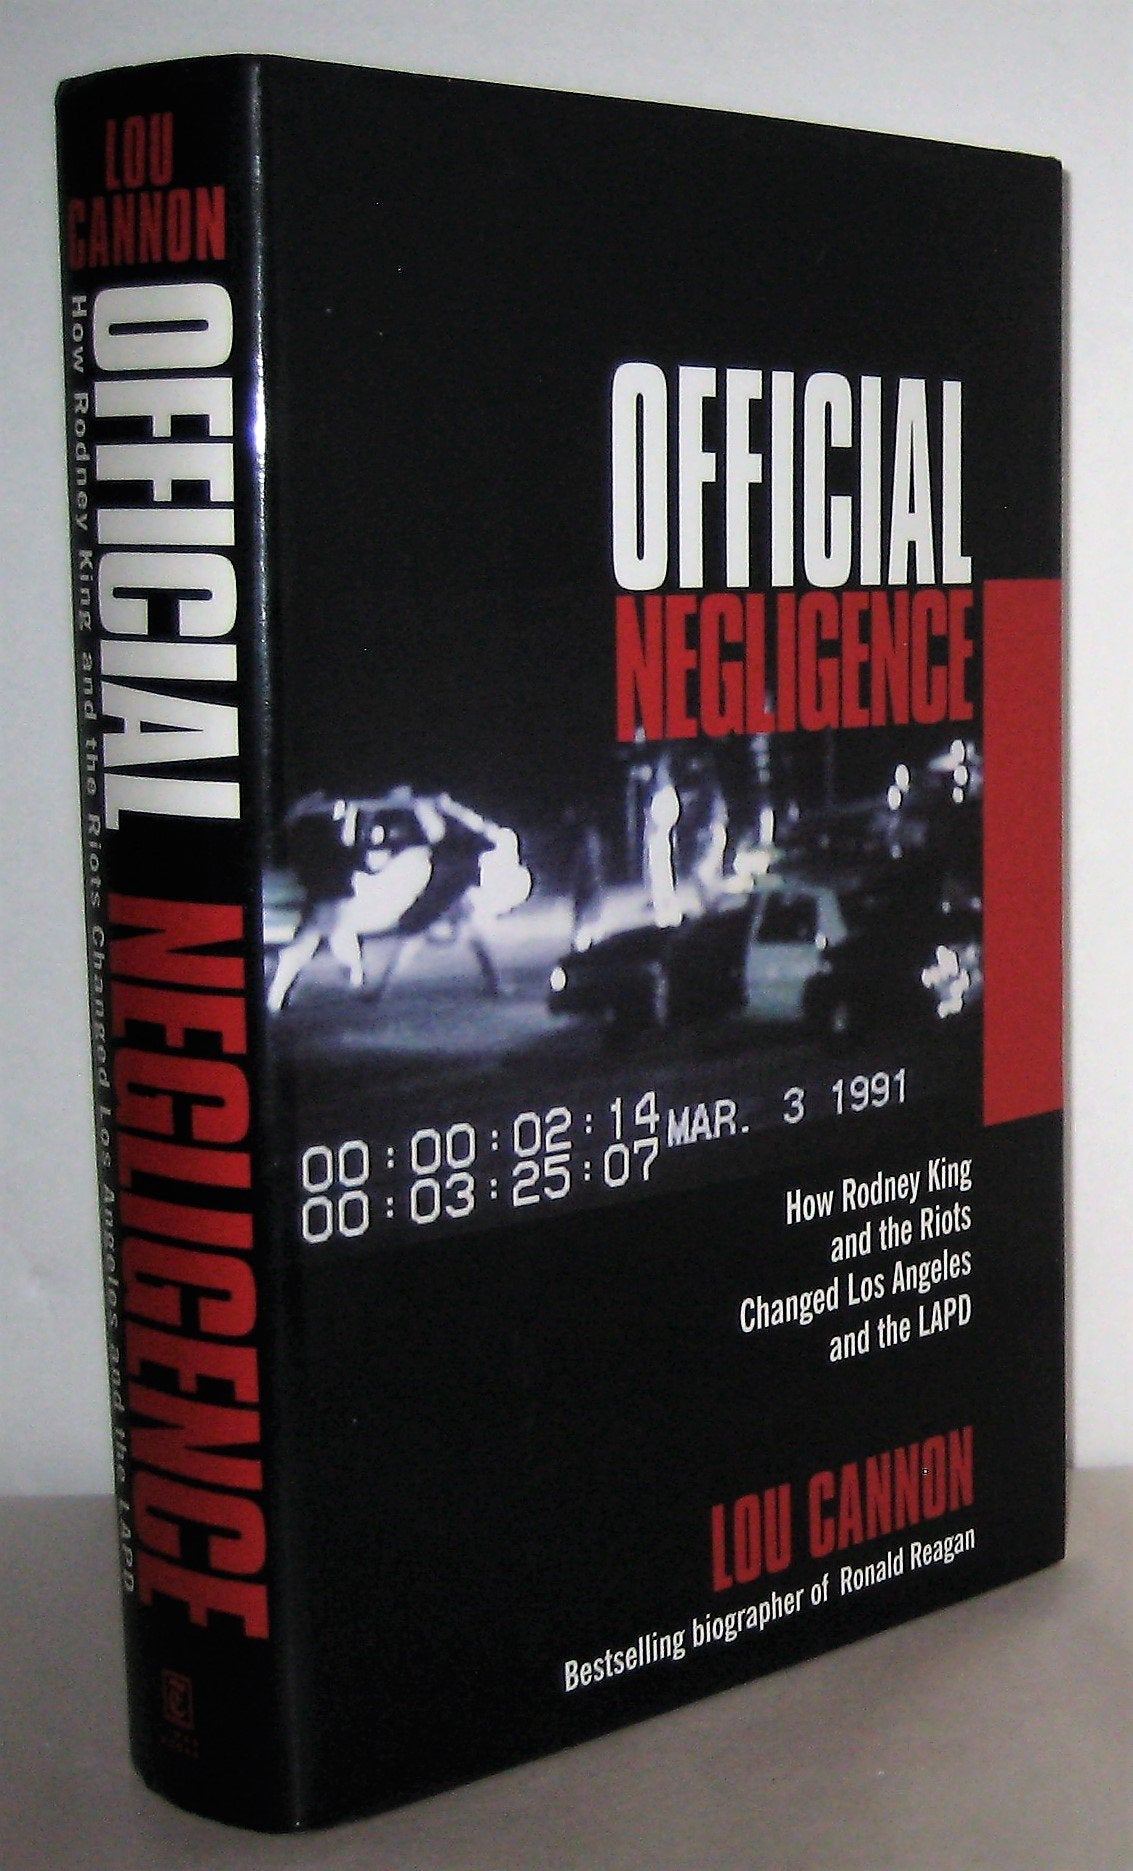 LOU
CANNON
OFFICIAL NEGLIGENCE
How Rodney King and the Riots Changed Los Angeles and the LAPD
OFFICIAL
NEGLIGENCE
00:00:02:14 MAR. 3 1991
00:03:25:07
How Rodney King
and the Riots
Changed Los Angeles
and the LAPD
LOU CANNON
Bestselling biographer of Ronald Reagan